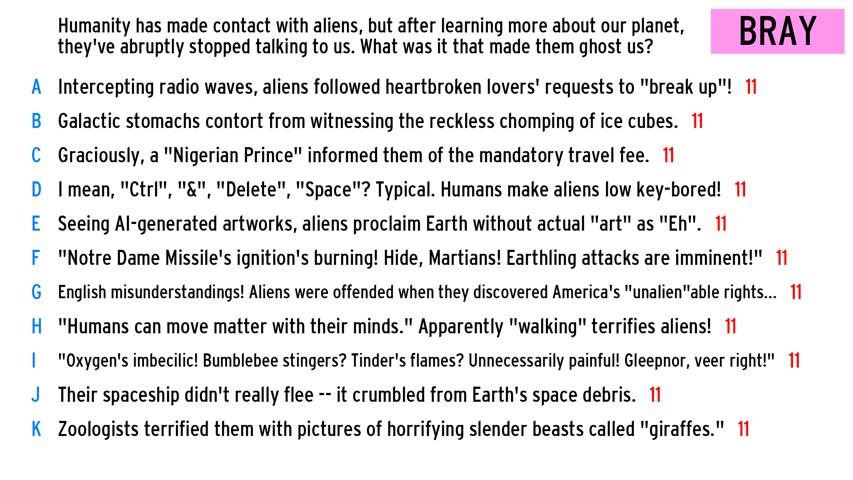 Humanity has made contact with aliens, but after learning more about our planet,
they've abruptly stopped talking to us. What was it that made them ghost us?
BRAY
A Intercepting radio waves, aliens followed heartbroken lovers' requests to "break up"! 11
B Galactic stomachs contort from witnessing the reckless chomping of ice cubes. 11
C Graciously, a "Nigerian Prince" informed them of the mandatory travel fee. 11
D I mean, "Ctrl", "&", "Delete", "Space"? Typical. Humans make aliens low key-bored! 11
E Seeing AI-generated artworks, aliens proclaim Earth without actual "art" as "Eh". 11
F "Notre Dame Missile's ignition's burning! Hide, Martians! Earthling attacks are imminent!" 11
G English misunderstandings! Aliens were offended when they discovered America's "unalien"able rights... 11
H "Humans can move matter with their minds." Apparently "walking" terrifies aliens! 11
I "Oxygen's imbecilic! Bumblebee stingers? Tinder's flames? Unnecessarily painful! Gleepnor, veer right!" 11
J Their spaceship didn't really flee -- it crumbled from Earth's space debris. 11
K Zoologists terrified them with pictures of horrifying slender beasts called "giraffes." 11